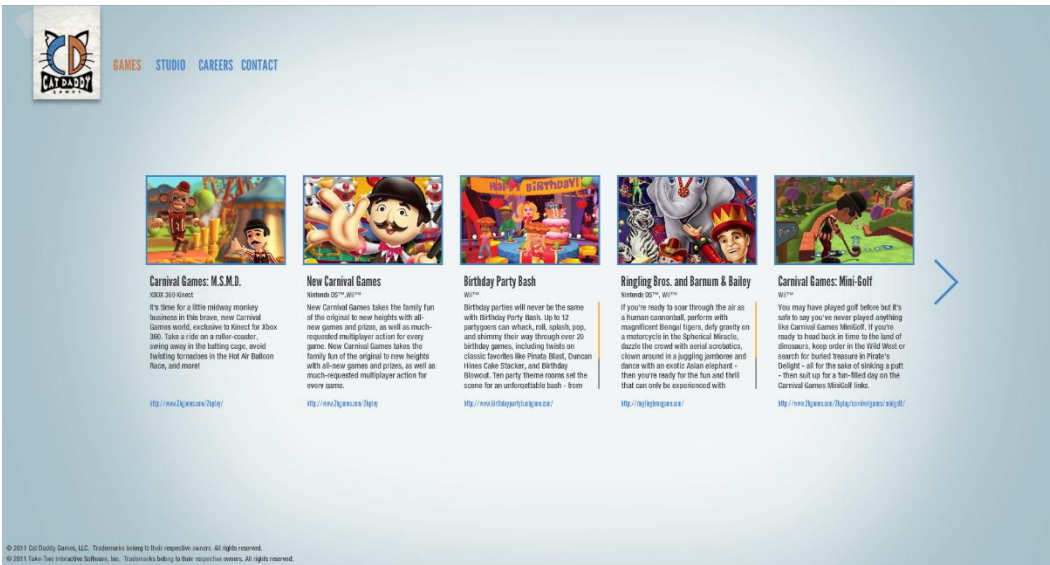 CD
CAT DADDY
GAMES
GAMES STUDIO CAREERS CONTACT
HAPPY BIRTHDAY!
Carnival Games: M.S.M.D.
XBOX 360 Kinect
It's time for a little midway monkey
business in this brave, new Carnival
Games world, exclusive to Kinect for Xbox
360. Take a ride on a roller-coaster,
swing away in the batting cage, avoid
twisting tornadoes in the Hot Air Balloon
Race, and more!
http://www.2kgames.com/2kplay/
New Carnival Games
Nintendo DS™,Wii™
New Carnival Games takes the family fun
of the original to new heights with all-
new games and prizes, as well as much-
requested multiplayer action for every
game. New Carnival Games takes the
family fun of the original to new heights
with all-new games and prizes, as well as
much-requested multiplayer action for
every game.
http://www.2kgames.com/2kplay
Birthday Party Bash
Wii™
Birthday parties will never be the same
with Birthday Party Bash. Up to 12
partygoers can whack, roll, splash, pop,
and shimmy their way through over 20
birthday games, including twists on
classic favorites like Pinata Blast, Duncan
Hines Cake Stacker, and Birthday
Blowout. Ten party theme rooms set the
scene for an unforgettable bash - from
http://www.birthdaypartybashgame.com/
Ringling Bros. and Barnum & Bailey
Nintendo DS™, Wii™
If you're ready to soar through the air as
a human cannonball, perform with
magnificent Bengal tigers, defy gravity on
a motorcycle in the Spherical Miracle,
dazzle the crowd with aerial acrobatics,
clown around in a juggling jamboree and
dance with an exotic Asian elephant -
then you're ready for the fun and thrill
that can only be experienced with
http://ringlingbrosgame.com/
Carnival Games: Mini-Golf
Wii™
You may have played golf before but it's
safe to say you've never played anything
like Carnival Games MiniGolf. If you're
ready to head back in time to the land of
dinosaurs, keep order in the Wild West or
search for buried treasure in Pirate's
Delight - all for the sake of sinking a putt
- then suit up for a fun-filled day on the
Carnival Games MiniGolf links.
http://www.2kgames.com/2kplay/carnivalgames/minigolf/
© 2011 Cat Daddy Games, LLC. Trademarks belong to their respective owners. All rights reserved.
© 2011 Take-Two Interactive Software, Inc. Trademarks belong to their respective owners. All rights reserved.